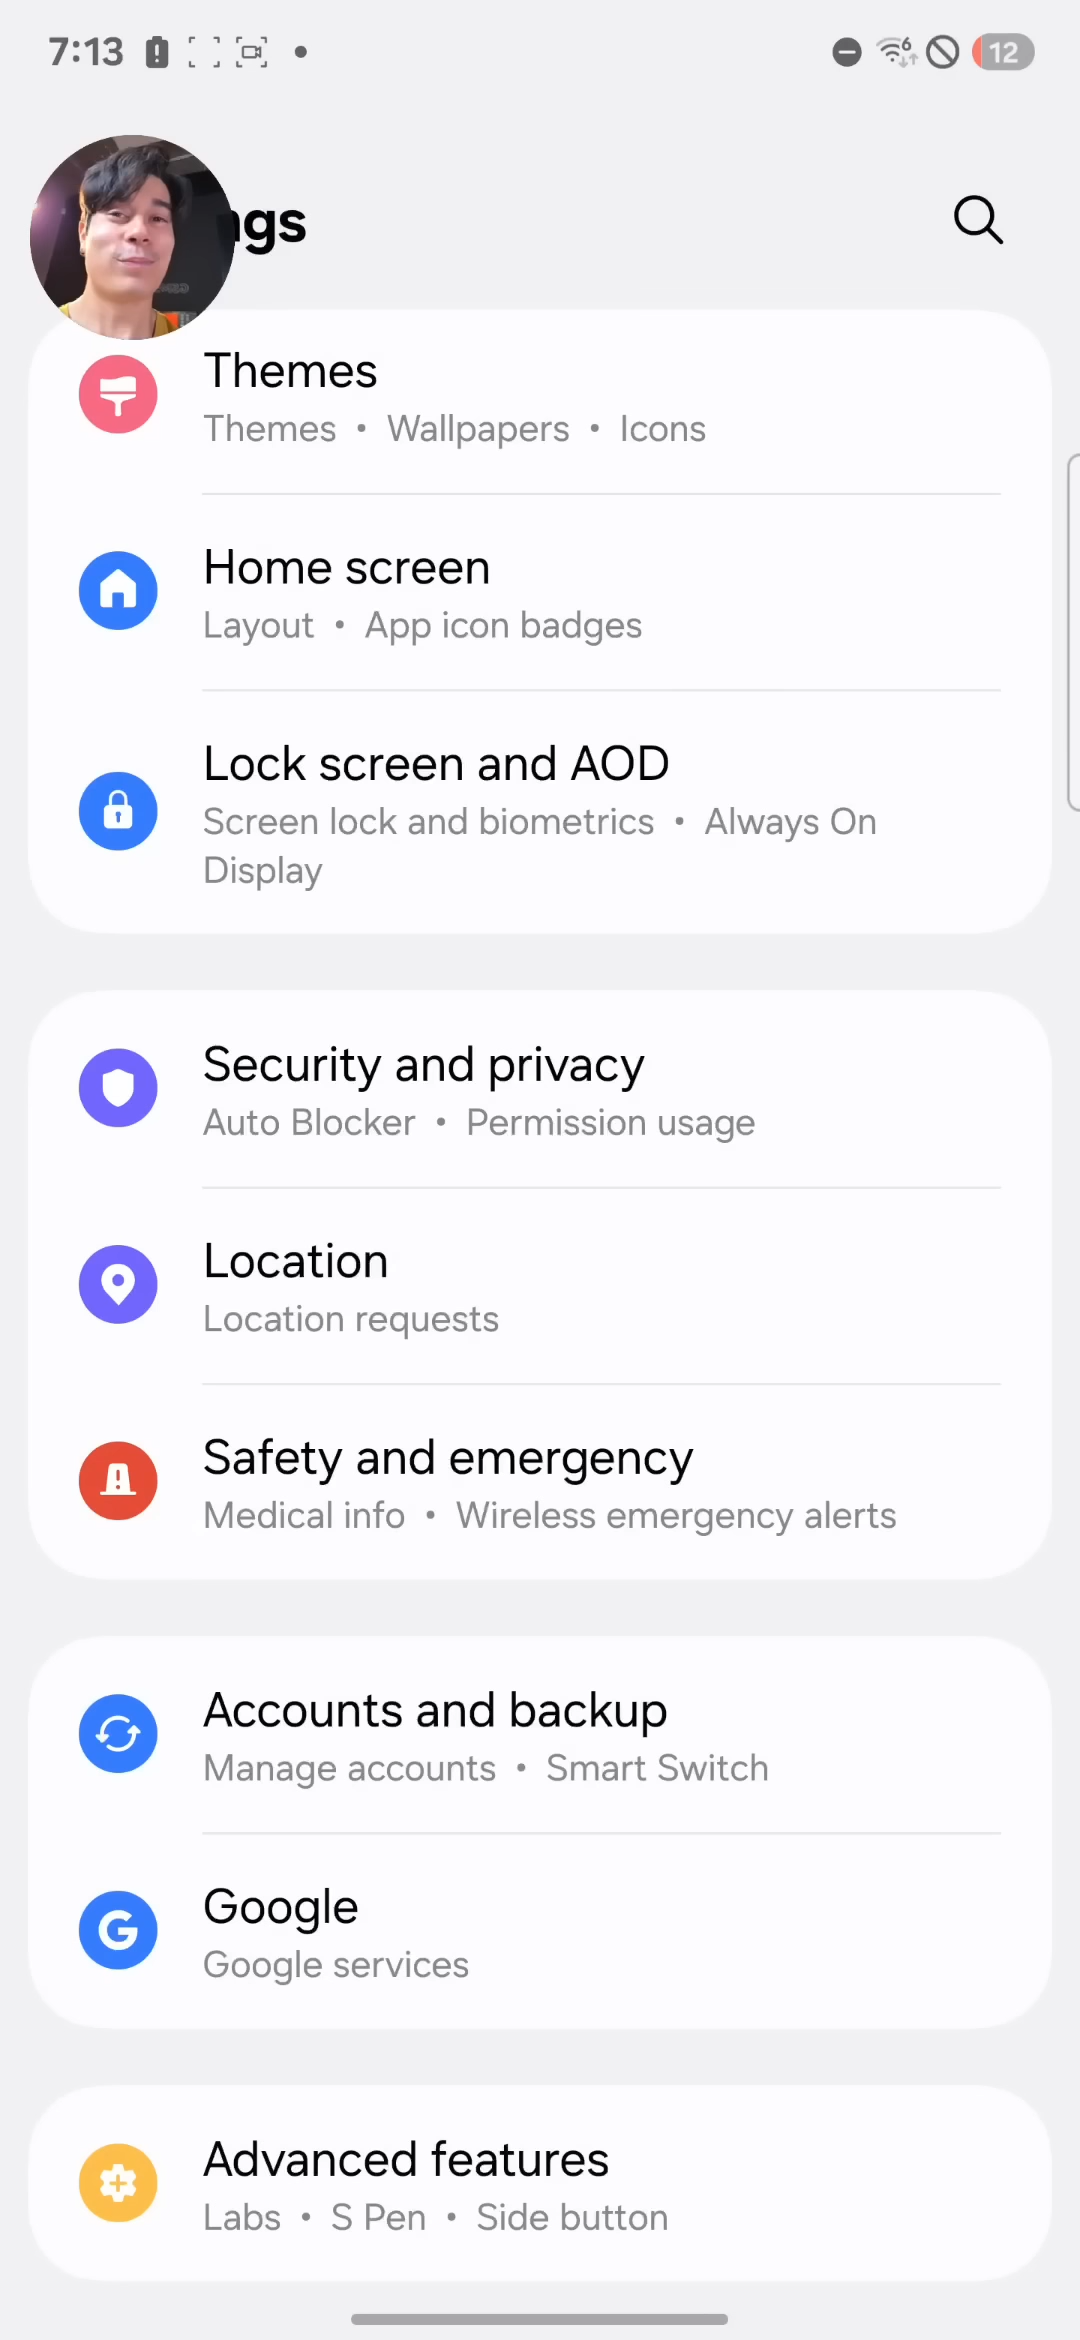 7:13
6
12
ngs
Themes
Themes • Wallpapers • Icons
Home screen
Layout • App icon badges
Lock screen and AOD
Screen lock and biometrics • Always On
Display
Security and privacy
Auto Blocker • Permission usage
Location
Location requests
Safety and emergency
Medical info • Wireless emergency alerts
Accounts and backup
Manage accounts • Smart Switch
Google
Google services
Advanced features
Labs • S Pen • Side button